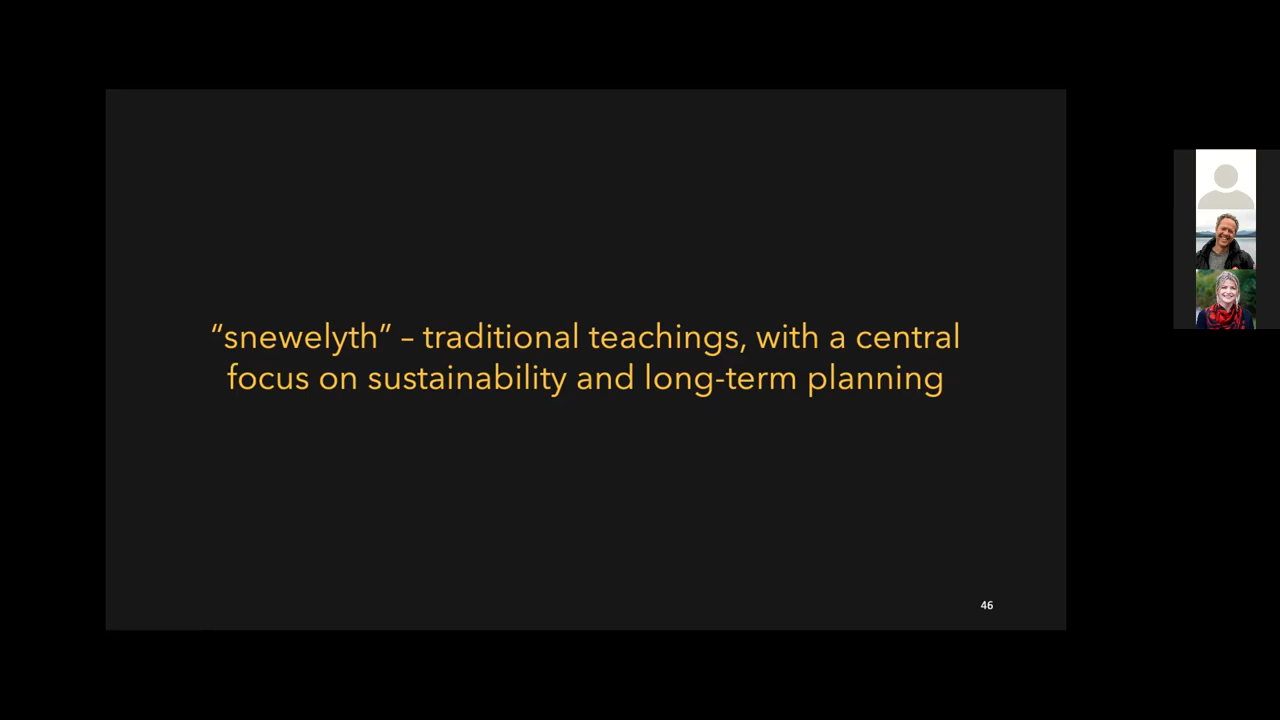 “snewelyth” – traditional teachings, with a central
focus on sustainability and long-term planning
46